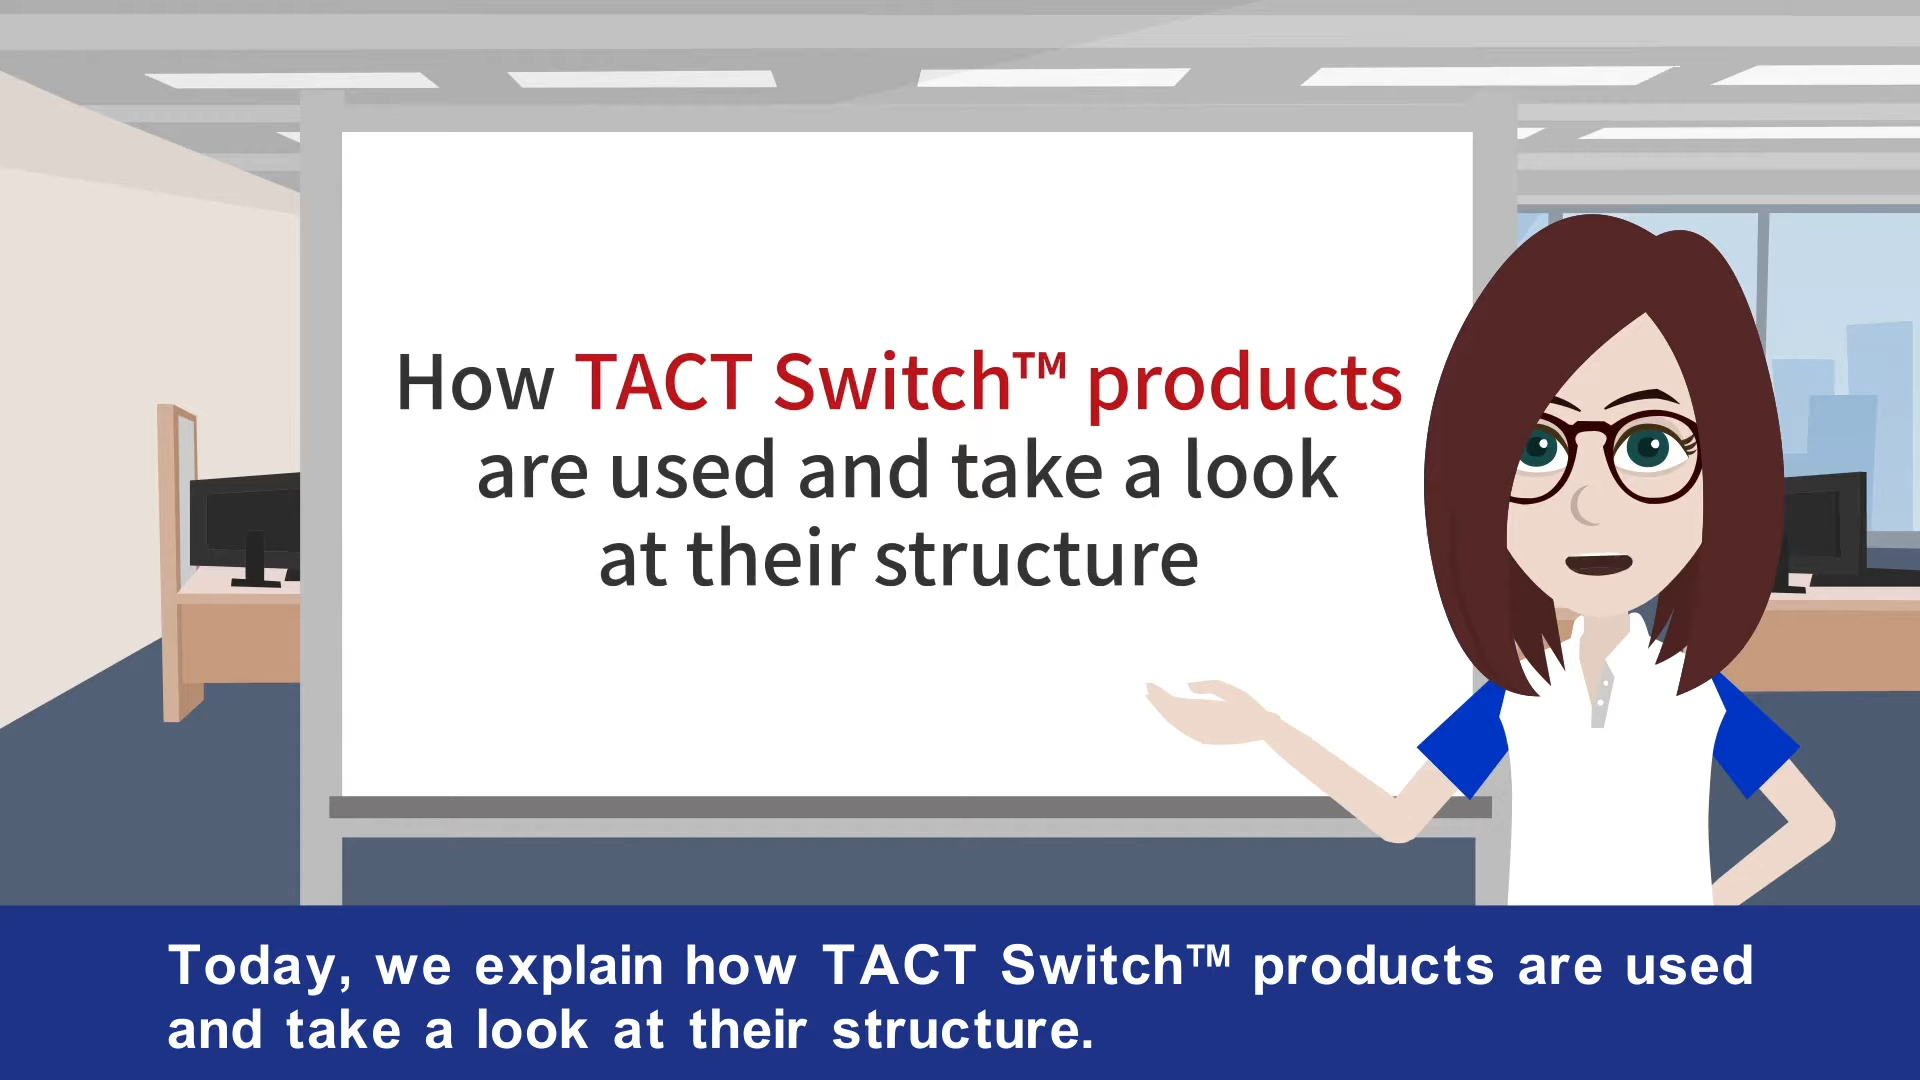 How TACT Switch™ products
are used and take a look
at their structure
Today, we explain how TACT Switch™ products are used
and take a look at their structure.